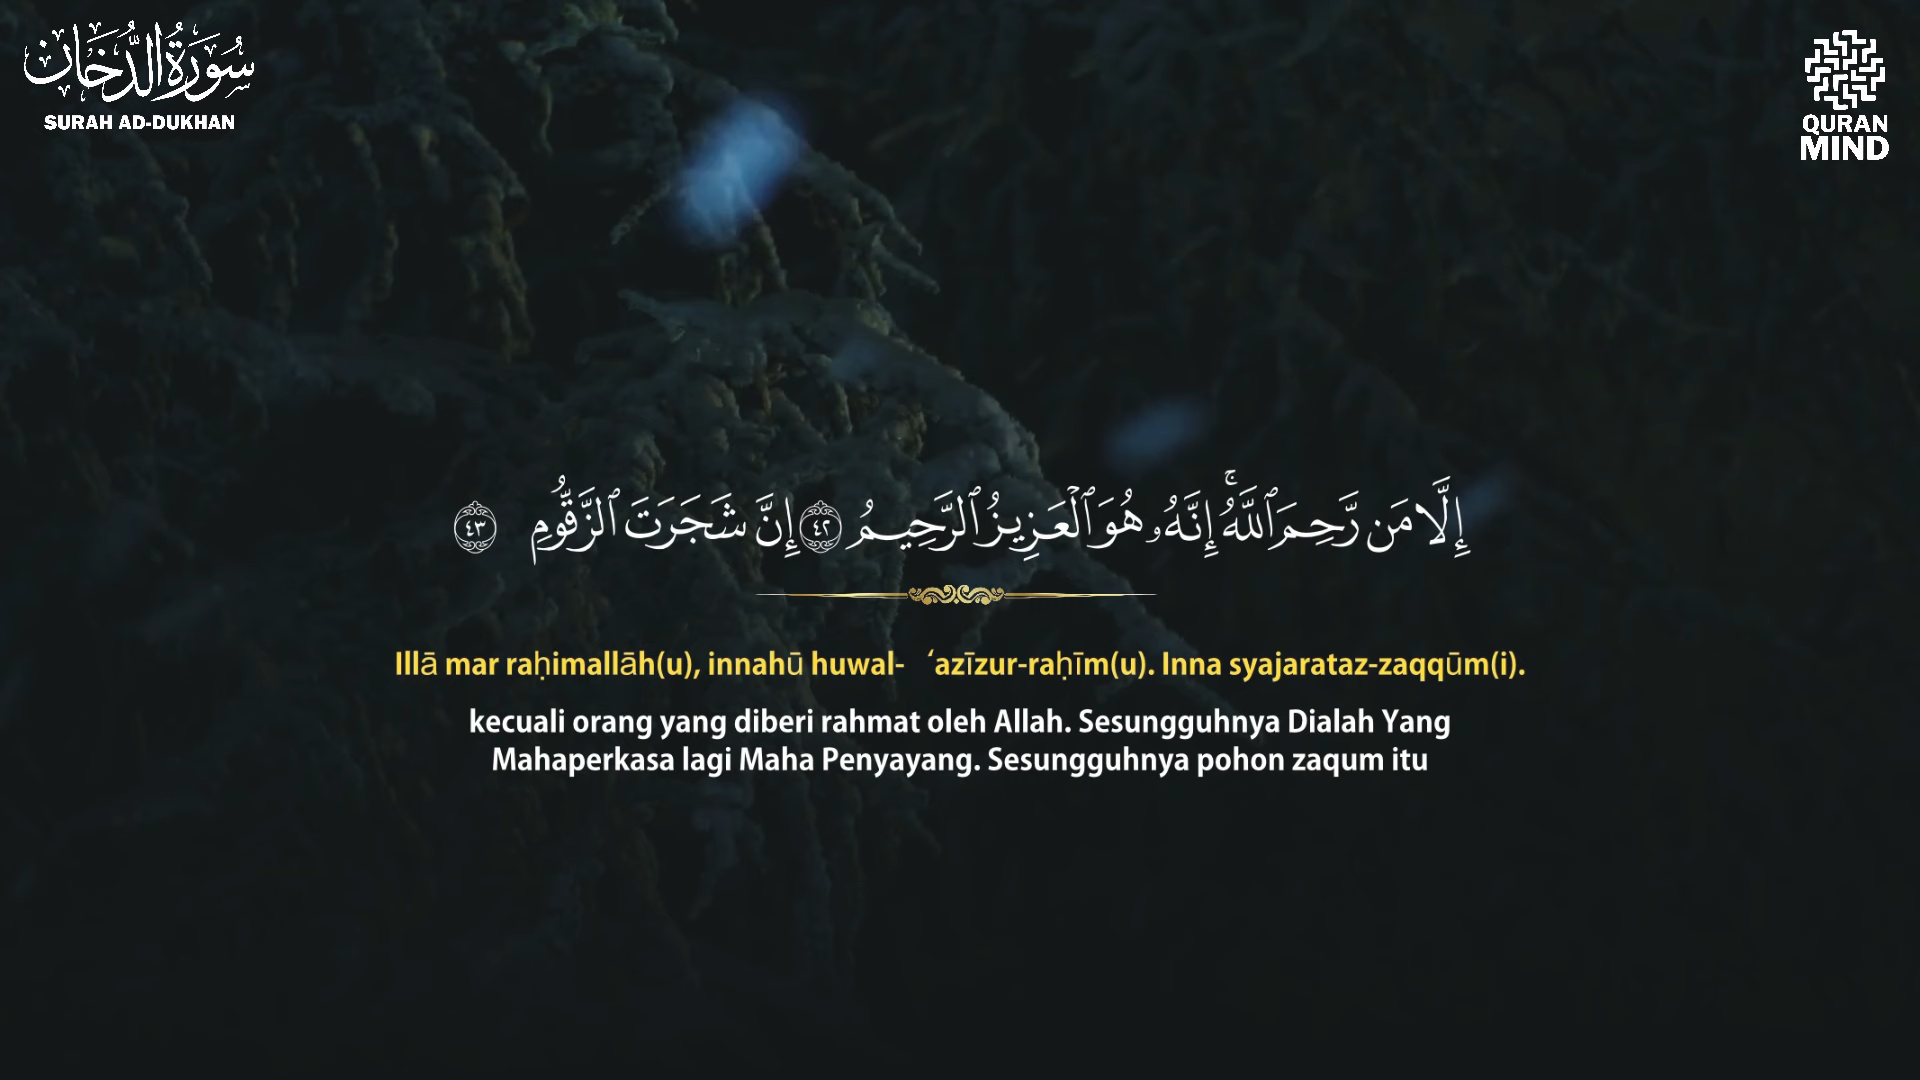 سُورَةُ الدُّخَان
SURAH AD-DUKHAN
QURAN
MIND
إِلَّا مَن رَّحِمَ ٱللَّهُ ۚ إِنَّهُۥ هُوَ ٱلْعَزِيزُ ٱلرَّحِيمُ ٤٢ إِنَّ شَجَرَتَ ٱلزَّقُّومِ ٤٣
Illā mar raḥimallāh(u), innahū huwal- ‘azīzur-raḥīm(u). Inna syajarataz-zaqqūm(i).
kecuali orang yang diberi rahmat oleh Allah. Sesungguhnya Dialah Yang
Mahaperkasa lagi Maha Penyayang. Sesungguhnya pohon zaqum itu